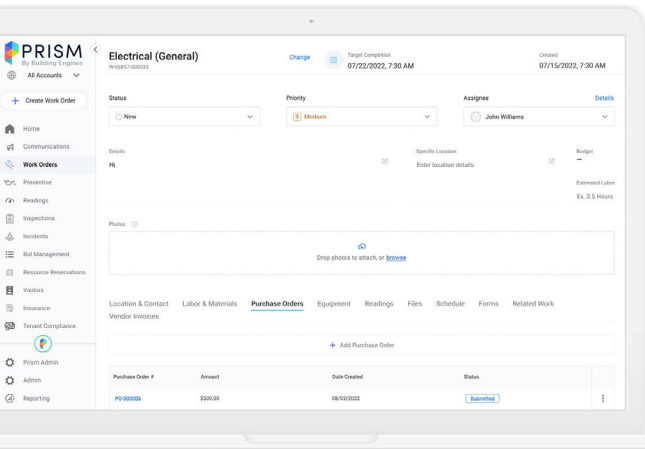 PRISM
By Building Engines
All Accounts
+ Create Work Order
Home
Communications
Work Orders
Preventive
Readings
Inspections
Incidents
Bid Management
Resource Reservations
Visitors
Insurance
Tenant Compliance
Prism Admin
Admin
Reporting
Electrical (General)
Change
Target Completion
07/22/2022, 7:30 AM
Created
07/15/2022, 7:30 AM
Status
Priority
Assignee
Details
New
Medium
John Williams
Details
Hi
Specific Location
Enter location details
Budget
–
Estimated Labor
Ex. 3.5 Hours
Photos
Drop photos to attach, or browse
Location & Contact Labor & Materials Purchase Orders Equipment Readings Files Schedule Forms Related Work
Vendor Invoices
+ Add Purchase Order
Purchase Order # Amount Date Created Status
PO-000006 $500.00 08/03/2022 Submitted